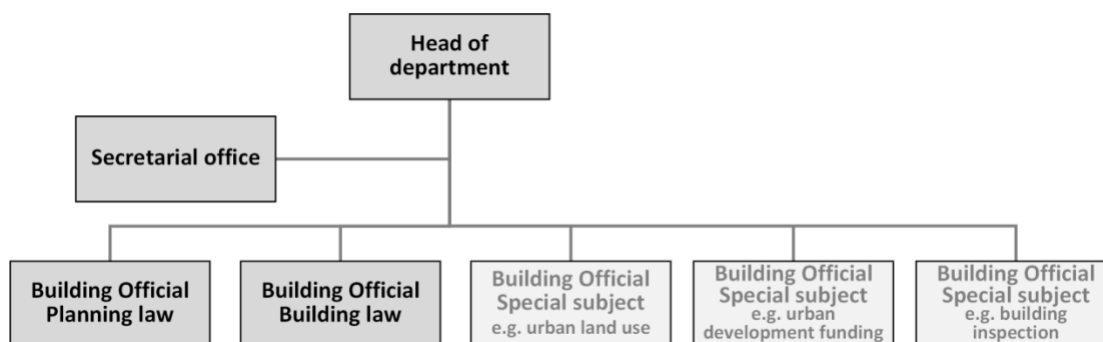 Head of
department
Secretarial office
Building Official
Planning law
Building Official
Building law
Building Official
Special subject
e.g. urban land use
Building Official
Special subject
e.g. urban
development funding
Building Official
Special subject
e.g. building
inspection